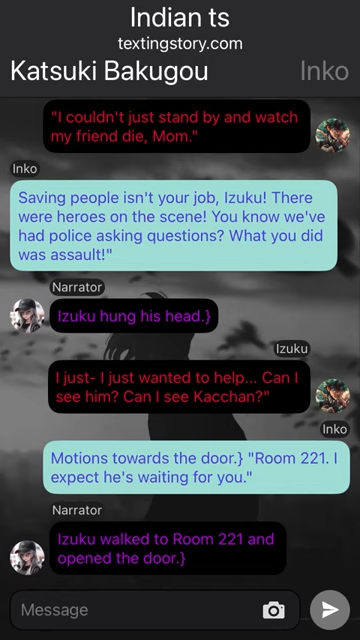 Indian ts
textingstory.com
Katsuki Bakugou Inko
"I couldn't just stand by and watch
my friend die, Mom."
Inko
Saving people isn't your job, Izuku! There
were heroes on the scene! You know we've
had police asking questions? What you did
was assault!"
Narrator
Izuku hung his head.}
Izuku
I just- I just wanted to help... Can I
see him? Can I see Kacchan?"
Inko
Motions towards the door.} "Room 221. I
expect he's waiting for you."
Narrator
Izuku walked to Room 221 and
opened the door.}
Message